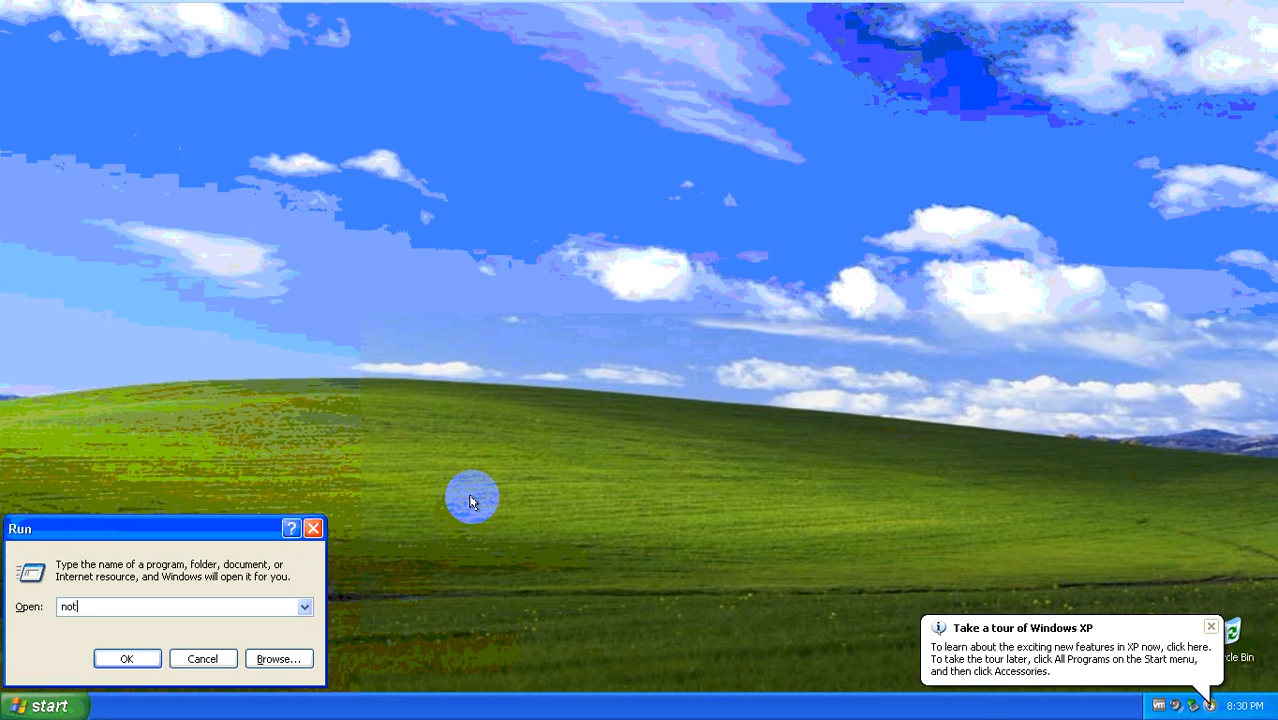 Run
Type the name of a program, folder, document, or
Internet resource, and Windows will open it for you.
Open:
not
OK
Cancel
Browse...
Take a tour of Windows XP
To learn about the exciting new features in XP now, click here.
To take the tour later, click All Programs on the Start menu,
and then click Accessories.
cle Bin
start
8:30 PM